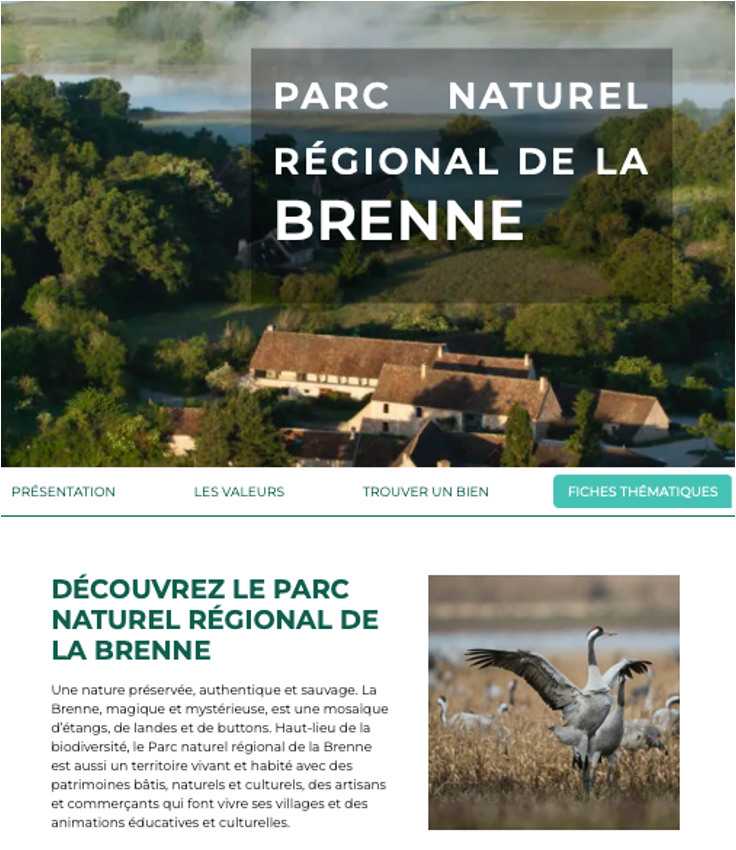 PARC NATUREL
RÉGIONAL DE LA
BRENNE
PRÉSENTATION LES VALEURS TROUVER UN BIEN FICHES THÉMATIQUES
DÉCOUVREZ LE PARC
NATUREL RÉGIONAL DE
LA BRENNE
Une nature préservée, authentique et sauvage. La
Brenne, magique et mystérieuse, est une mosaïque
d'étangs, de landes et de buttons. Haut-lieu de la
biodiversité, le Parc naturel régional de la Brenne
est aussi un territoire vivant et habité avec des
patrimoines bâtis, naturels et culturels, des artisans
et commerçants qui font vivre ses villages et des
animations éducatives et culturelles.